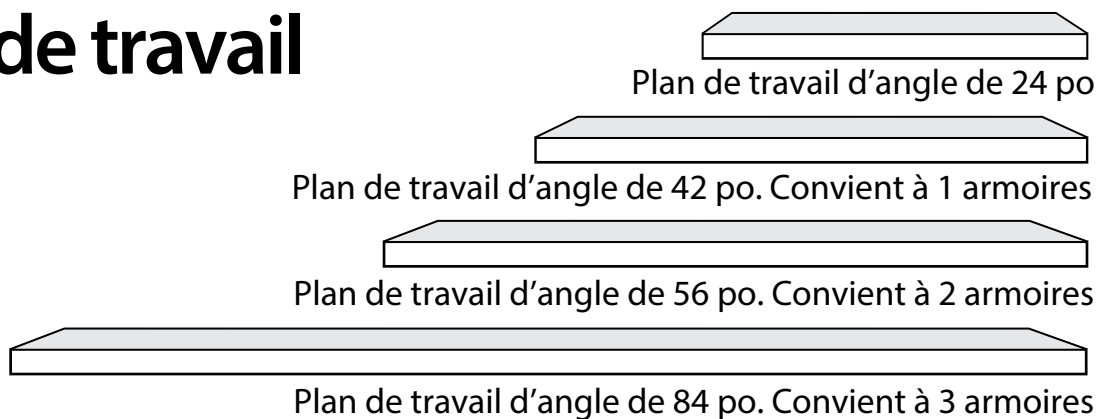 de travail
Plan de travail d’angle de 24 po
Plan de travail d’angle de 42 po. Convient à 1 armoires
Plan de travail d’angle de 56 po. Convient à 2 armoires
Plan de travail d’angle de 84 po. Convient à 3 armoires